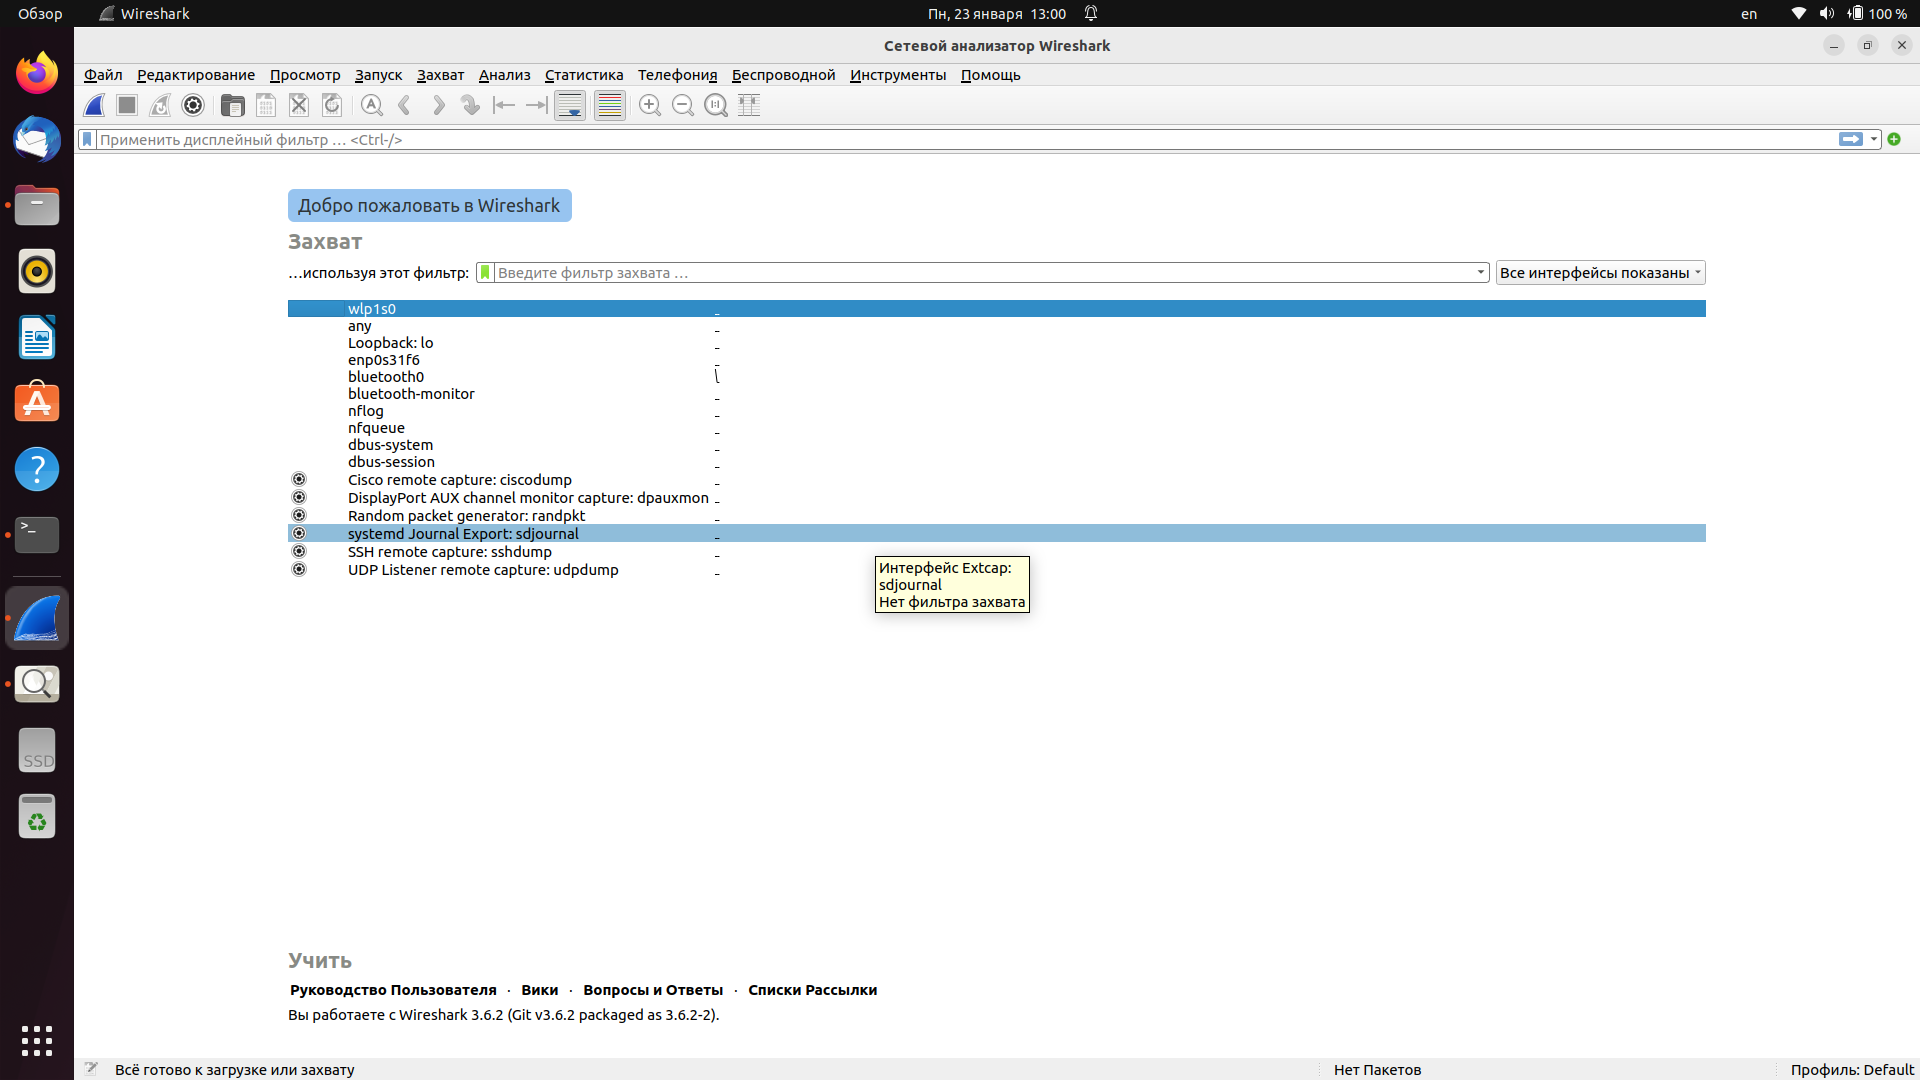 Обзор
Wireshark
Пн, 23 января 13:00
en
100 %
Сетевой анализатор Wireshark
Файл Редактирование Просмотр Запуск Захват Анализ Статистика Телефония Беспроводной Инструменты Помощь
Применить дисплейный фильтр … <Ctrl-/>
Добро пожаловать в Wireshark
Захват
…используя этот фильтр: Введите фильтр захвата … Все интерфейсы показаны
wlp1s0
any
Loopback: lo
enp0s31f6
bluetooth0
bluetooth-monitor
nflog
nfqueue
dbus-system
dbus-session
Cisco remote capture: ciscodump
DisplayPort AUX channel monitor capture: dpauxmon
Random packet generator: randpkt
systemd Journal Export: sdjournal
SSH remote capture: sshdump
UDP Listener remote capture: udpdump
Интерфейс Extcap:
sdjournal
Нет фильтра захвата
SSD
Учить
Руководство Пользователя · Вики · Вопросы и Ответы · Списки Рассылки
Вы работаете с Wireshark 3.6.2 (Git v3.6.2 packaged as 3.6.2-2).
Всё готово к загрузке или захвату
Нет Пакетов
Профиль: Default